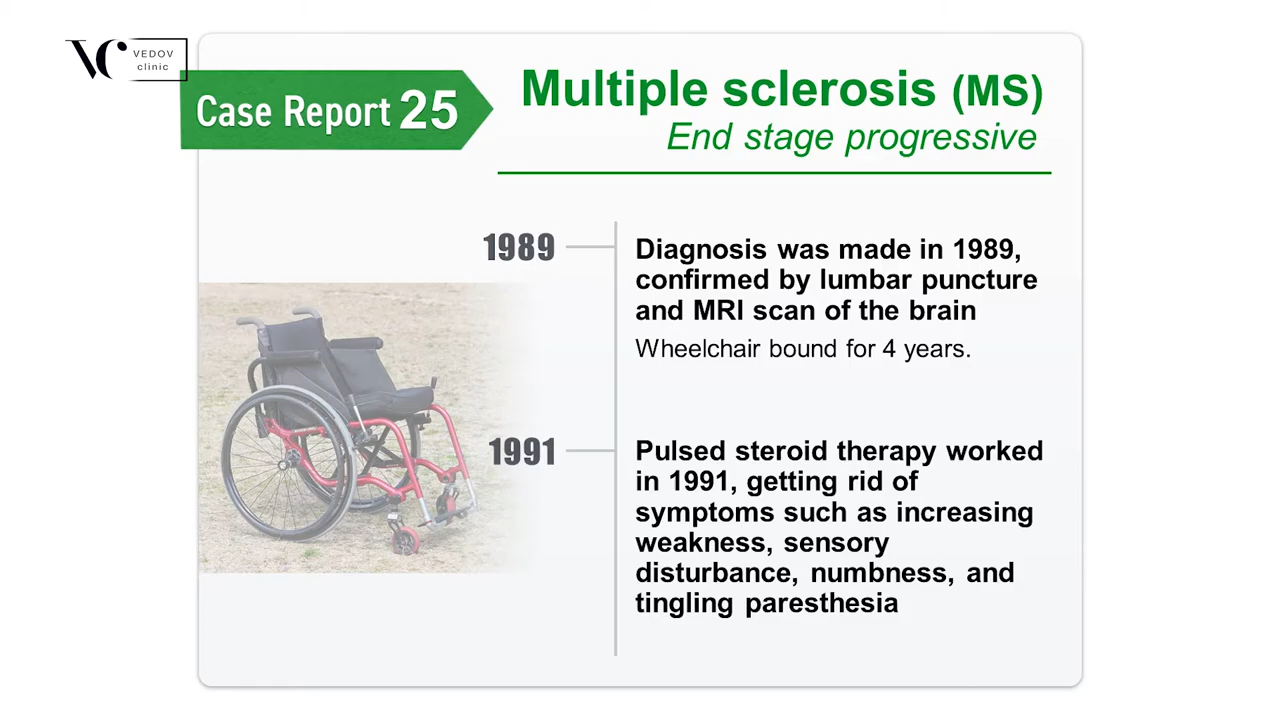 VC VEDOV
clinic
Case Report 25
Multiple sclerosis (MS)
End stage progressive
1989
Diagnosis was made in 1989,
confirmed by lumbar puncture
and MRI scan of the brain
Wheelchair bound for 4 years.
1991
Pulsed steroid therapy worked
in 1991, getting rid of
symptoms such as increasing
weakness, sensory
disturbance, numbness, and
tingling paresthesia